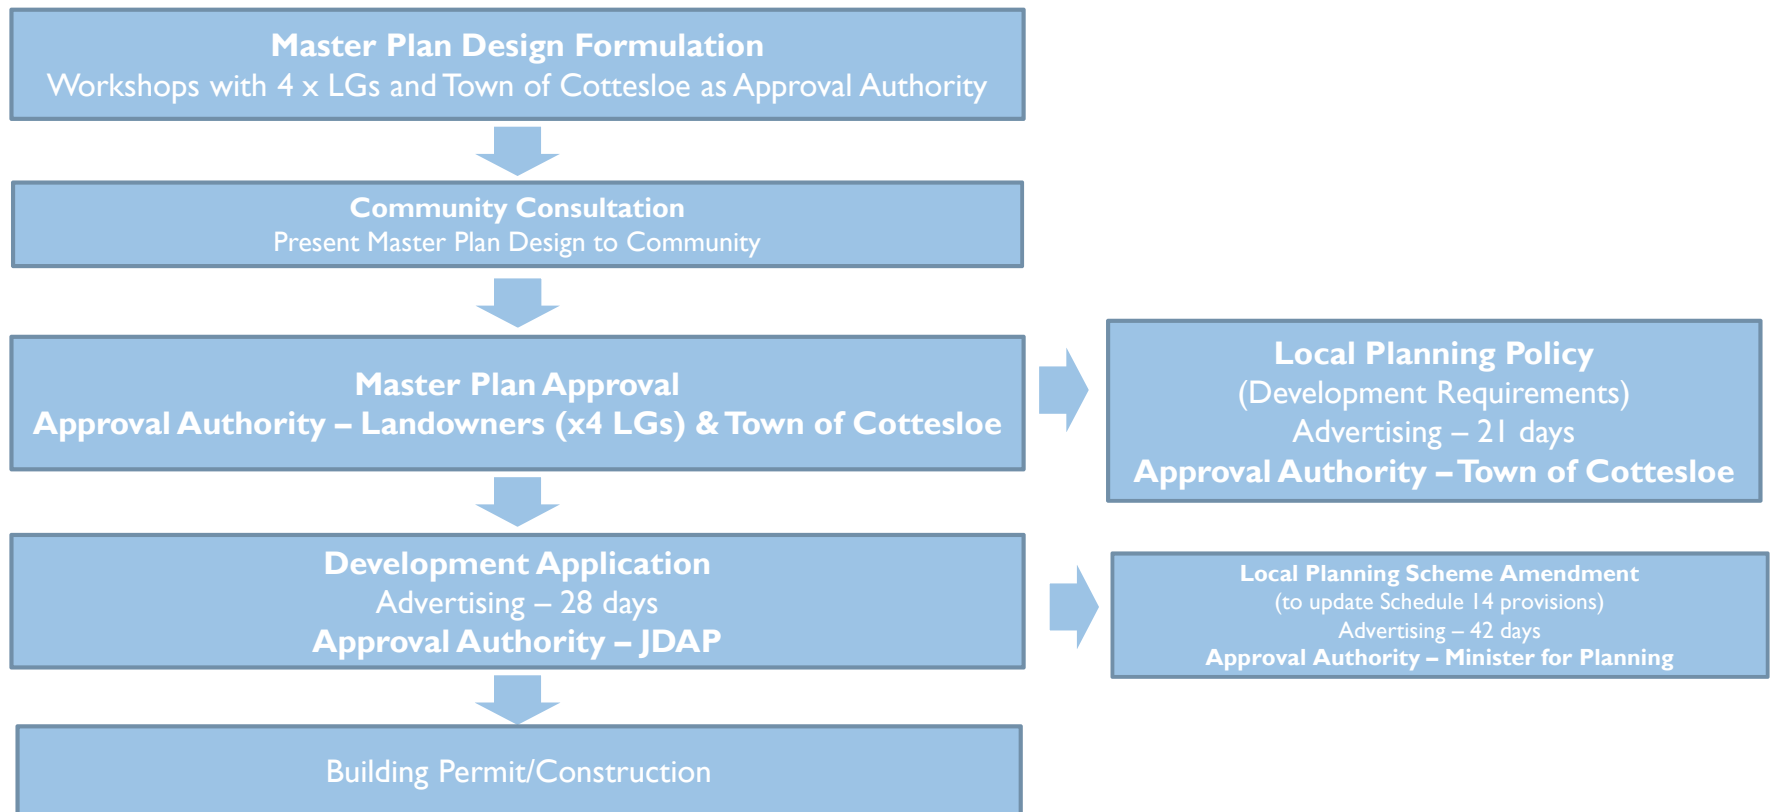 Master Plan Design Formulation
Workshops with 4 x LGs and Town of Cottesloe as Approval Authority
Community Consultation
Present Master Plan Design to Community
Master Plan Approval
Approval Authority – Landowners (x4 LGs) & Town of Cottesloe
Local Planning Policy
(Development Requirements)
Advertising – 21 days
Approval Authority – Town of Cottesloe
Development Application
Advertising – 28 days
Approval Authority – JDAP
Local Planning Scheme Amendment
(to update Schedule 14 provisions)
Advertising – 42 days
Approval Authority – Minister for Planning
Building Permit/Construction